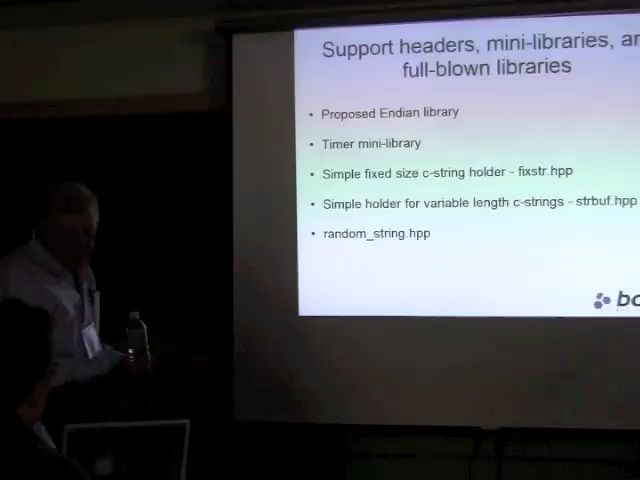 Support headers, mini-libraries,
full-blown libraries
• Proposed Endian library
• Timer mini-library
• Simple fixed size c-string holder - fixstr.hpp
• Simple holder for variable length c-strings - strbuf.hpp
• random_string.hpp